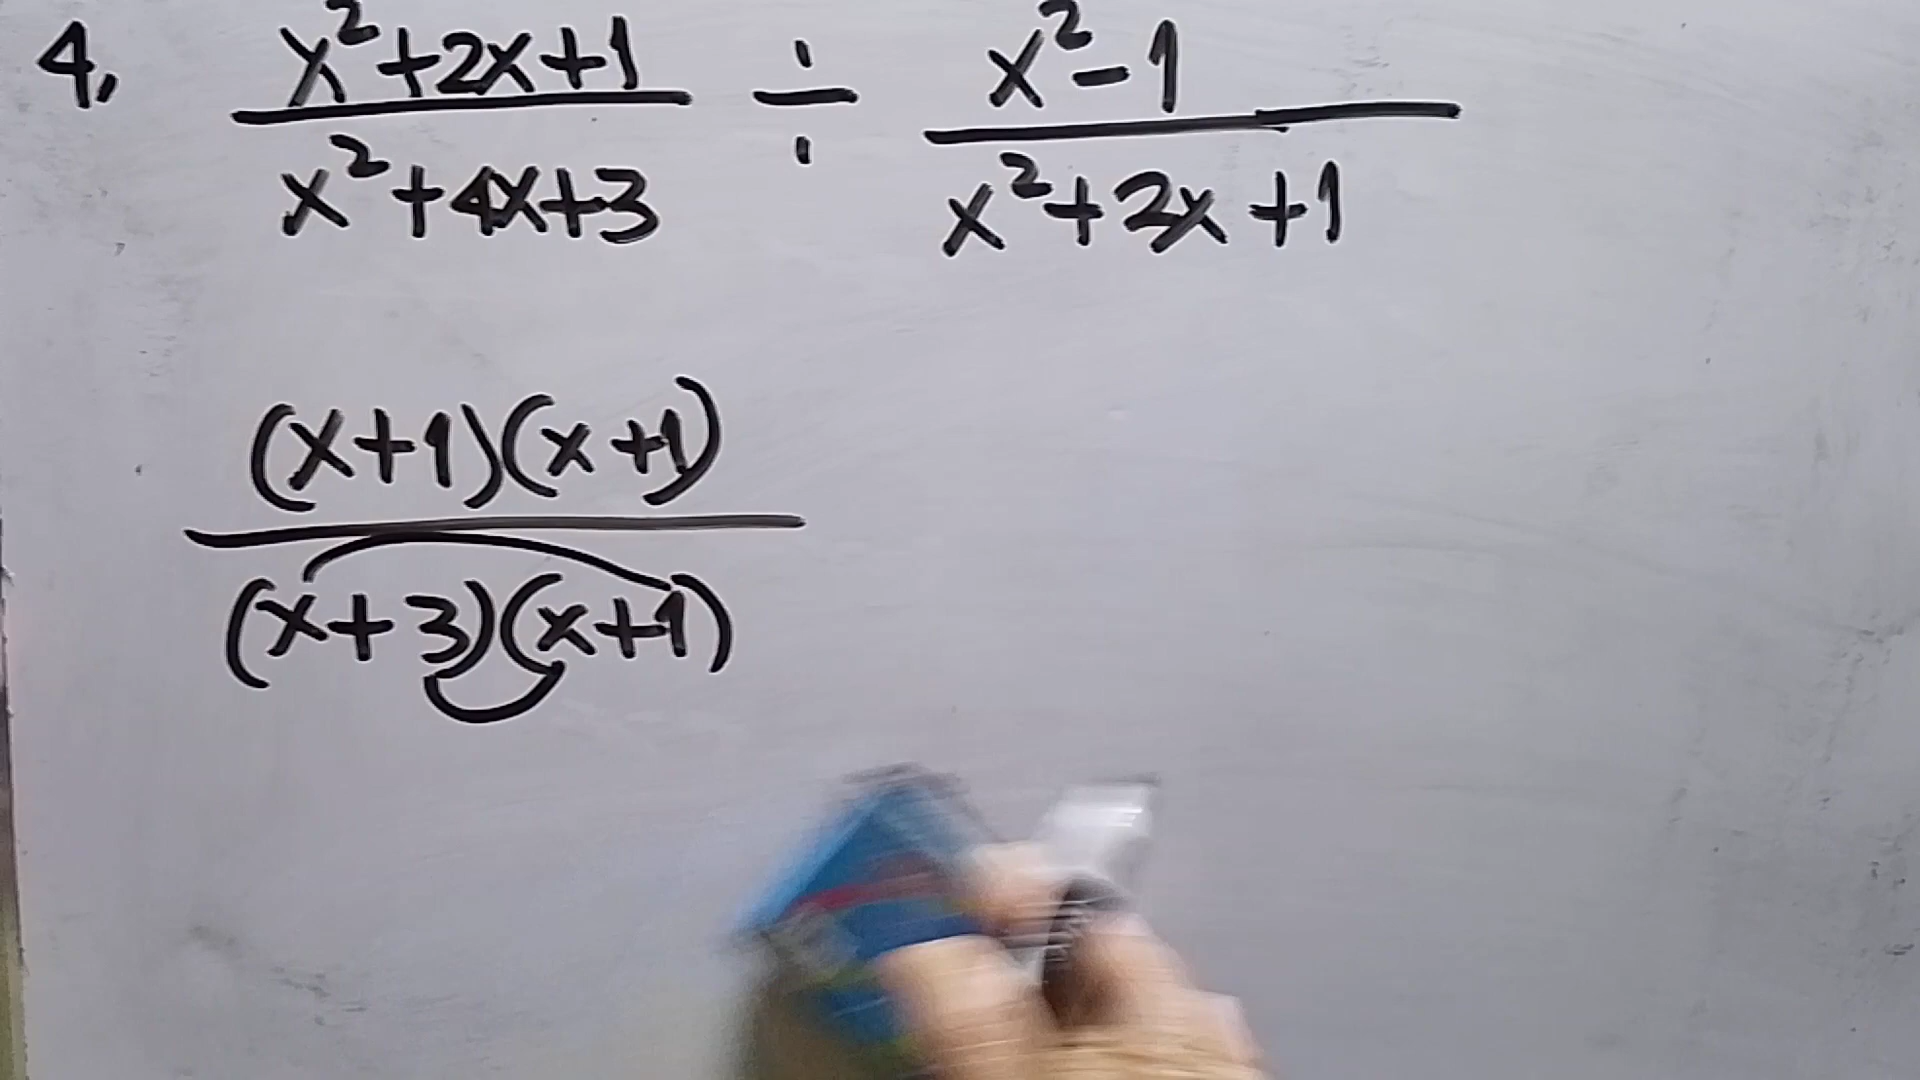 4, x²+2x+1 / x²+4x+3 ÷ x²-1 / x²+2x+1
(x+1)(x+1)
(x+3)(x+1)